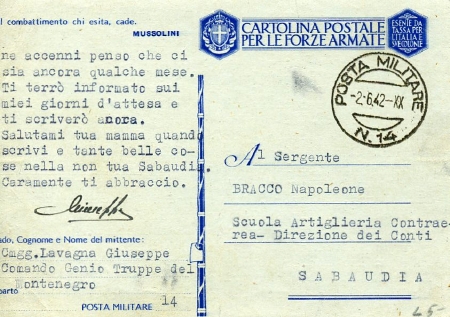 al combattimento chi esita, cade.
MUSSOLINI
ne accenni penso che ci
sia ancora qualche mese.
Ti terrò informato sui
miei giorni d'attesa e
ti scriverò ancora.
Salutami tua mamma quando
scrivi e tante belle co-
se nella non tua Sabaudia.
Caramente ti abbraccio.
Giuseppe
ado, Cognome e Nome del mittente:
Cmgg.Lavagna Giuseppe
Comando Genio Truppe del
Montenegro
parto
POSTA MILITARE 14
CARTOLINA POSTALE
PER LE FORZE ARMATE
ESENTE DA
TASSA PER
L'ITALIA E
POSTA MILITARE
-2·6.42-XX
N. 14
Al Sergente
BRACCO Napoleone
Scuola Artiglieria Contrae-
rea- Direzione dei Conti
SABAUDIA